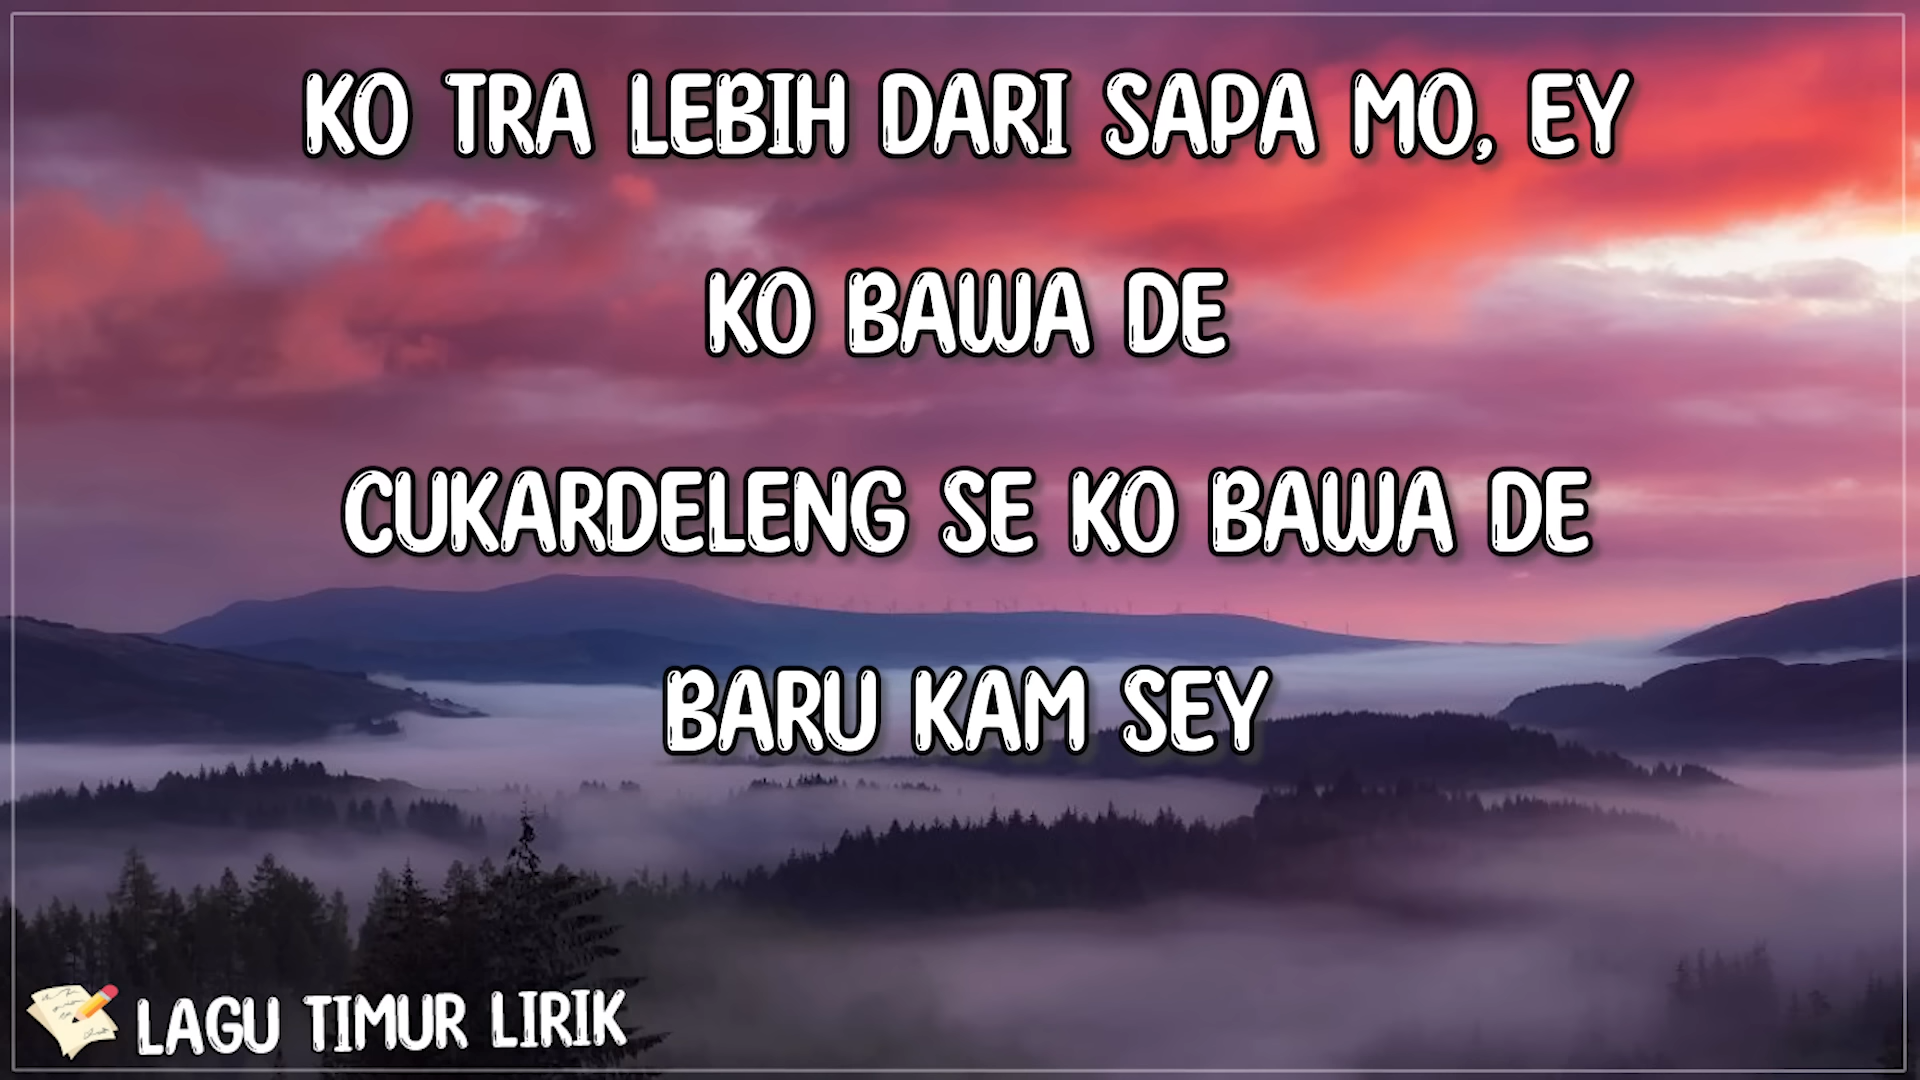 KO TRA LEBIH DARI SAPA MO, EY
KO BAWA DE
CUKARDELENG SE KO BAWA DE
BARU KAM SEY
LAGU TIMUR LIRIK